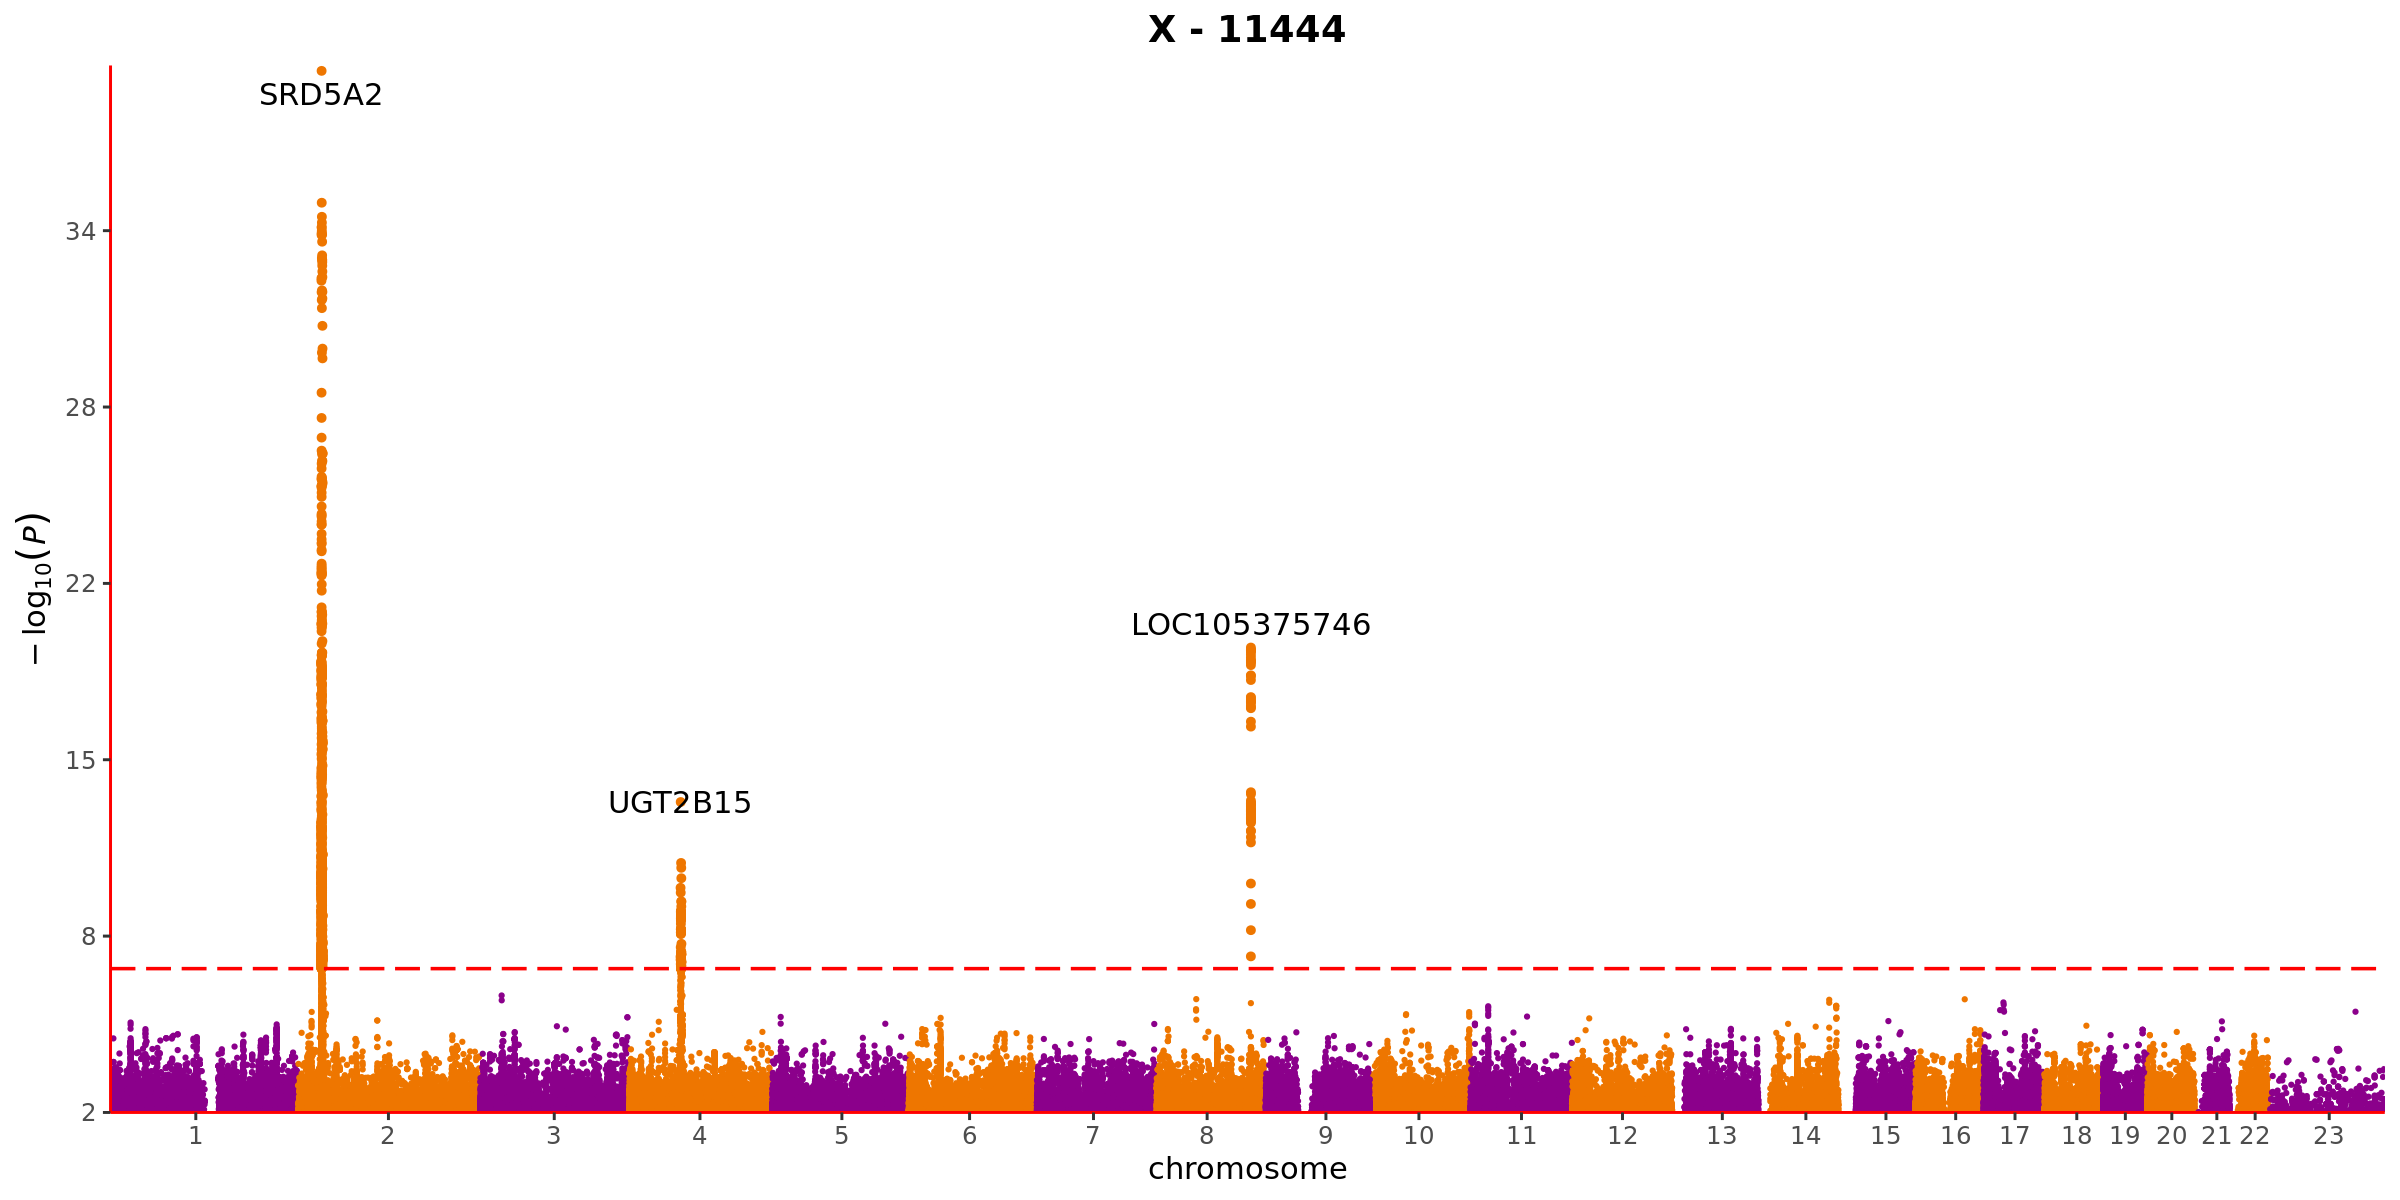 X - 11444
SRD5A2
34
28
− log10(P)
22
LOC105375746
15
UGT2B15
8
2
1 2 3 4 5 6 7 8 9 10 11 12 13 14 15 16 17 18 19 20 21 22 23
chromosome